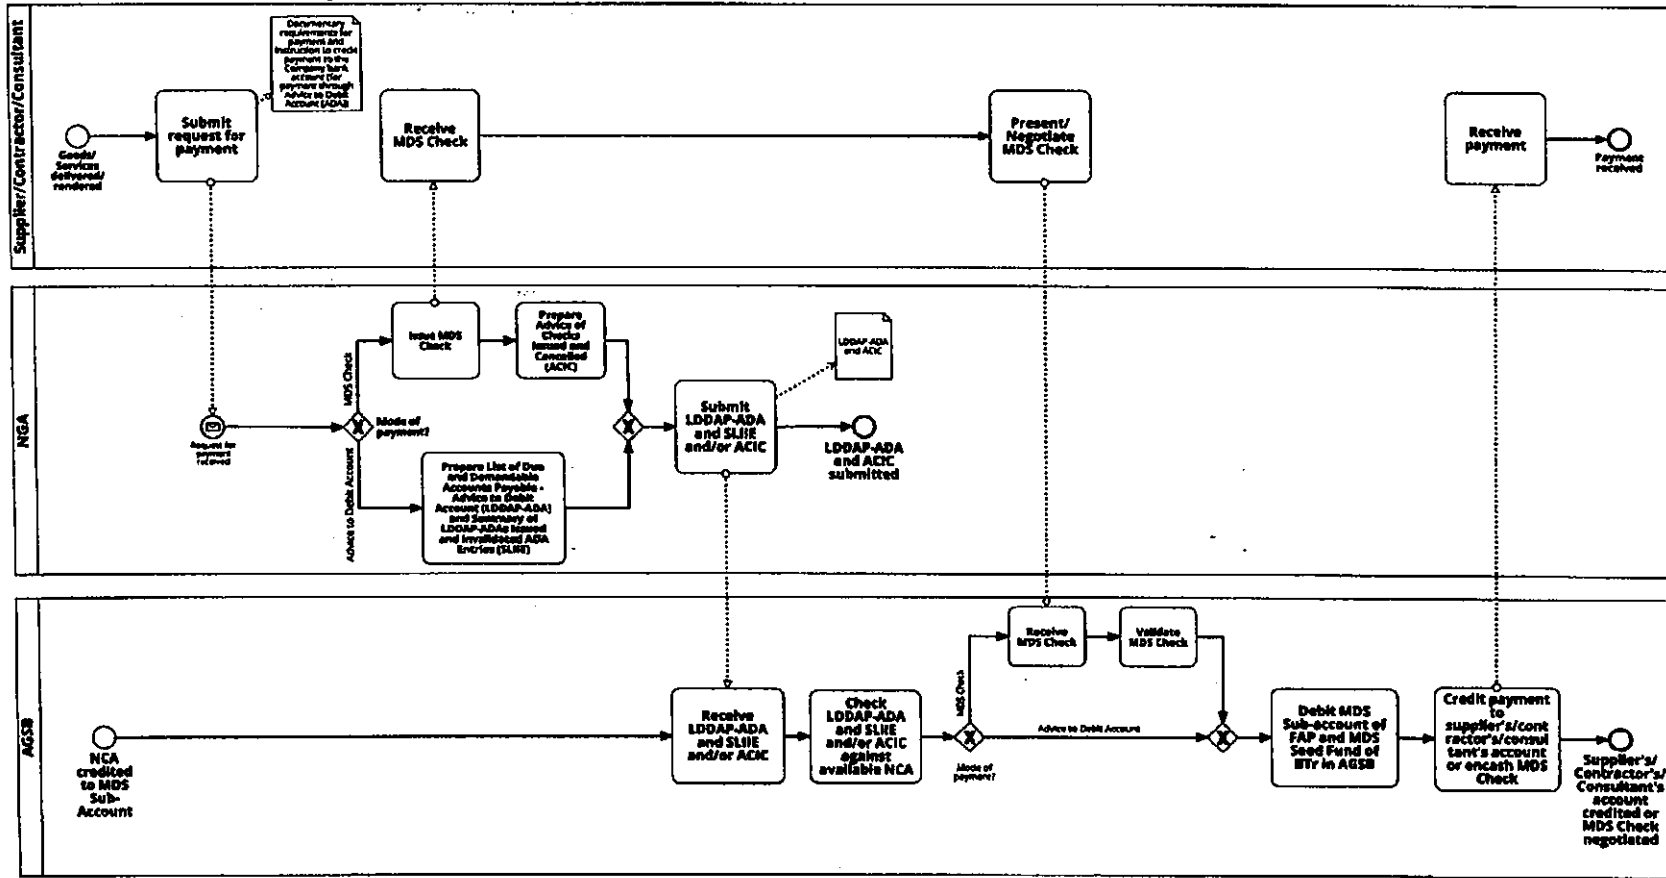 Supplier/Contractor/Consultant
Goods/
Services
delivered/
rendered
Submit
request for
payment
Documentary
requirements for
payment and
instruction to credit
payment to the
Company bank
account (for
payment through
Advice to Debit
Account (ADA))
Receive
MDS Check
Present/
Negotiate
MDS Check
Receive
payment
Payment
received
NGA
Request for
payment
received
Mode of
payment?
MDS Check
Advice to Debit Account
Issue MDS
Check
Prepare
Advice of
Checks
Issued and
Cancelled
(ACIC)
Prepare List of Due
and Demandable
Accounts Payable -
Advice to Debit
Account (LDDAP-ADA)
and Summary of
LDDAP-ADAs Issued
and Invalidated ADA
Entries (SLIIE)
Submit
LDDAP-ADA
and SLIIE
and/or ACIC
LDDAP-ADA
and ACIC
LDDAP-ADA
and ACIC
submitted
AGSB
NCA
credited
to MDS
Sub-
Account
Receive
LDDAP-ADA
and SLIIE
and/or ACIC
Check
LDDAP-ADA
and SLIIE
and/or ACIC
against
available NCA
Mode of
payment?
MDS Check
Advice to Debit Account
Receive
MDS Check
Validate
MDS Check
Debit MDS
Sub-account of
FAP and MDS
Seed Fund of
BTr in AGSB
Credit payment
to
supplier's/cont
ractor's/consul
tant's account
or encash MDS
Check
Supplier's/
Contractor's/
Consultant's
account
credited or
MDS Check
negotiated